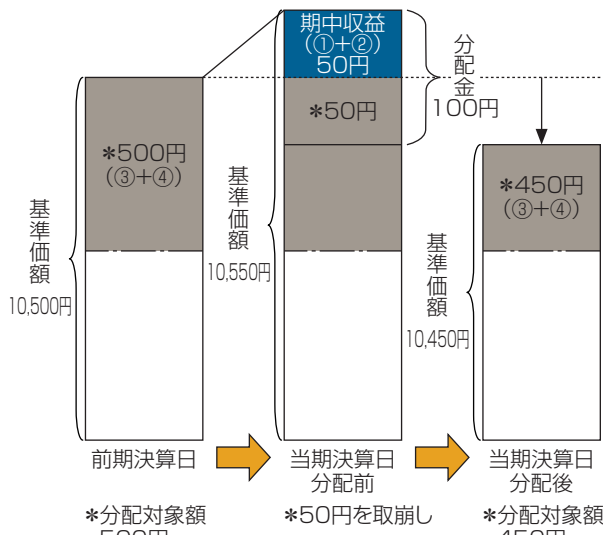 期中収益
(①+②)
50円
分配金
100円
*50円
*500円
(③+④)
*450円
(③+④)
基準価額
10,500円
基準価額
10,550円
基準価額
10,450円
前期決算日
当期決算日
分配前
当期決算日
分配後
*分配対象額
*50円を取崩し
*分配対象額